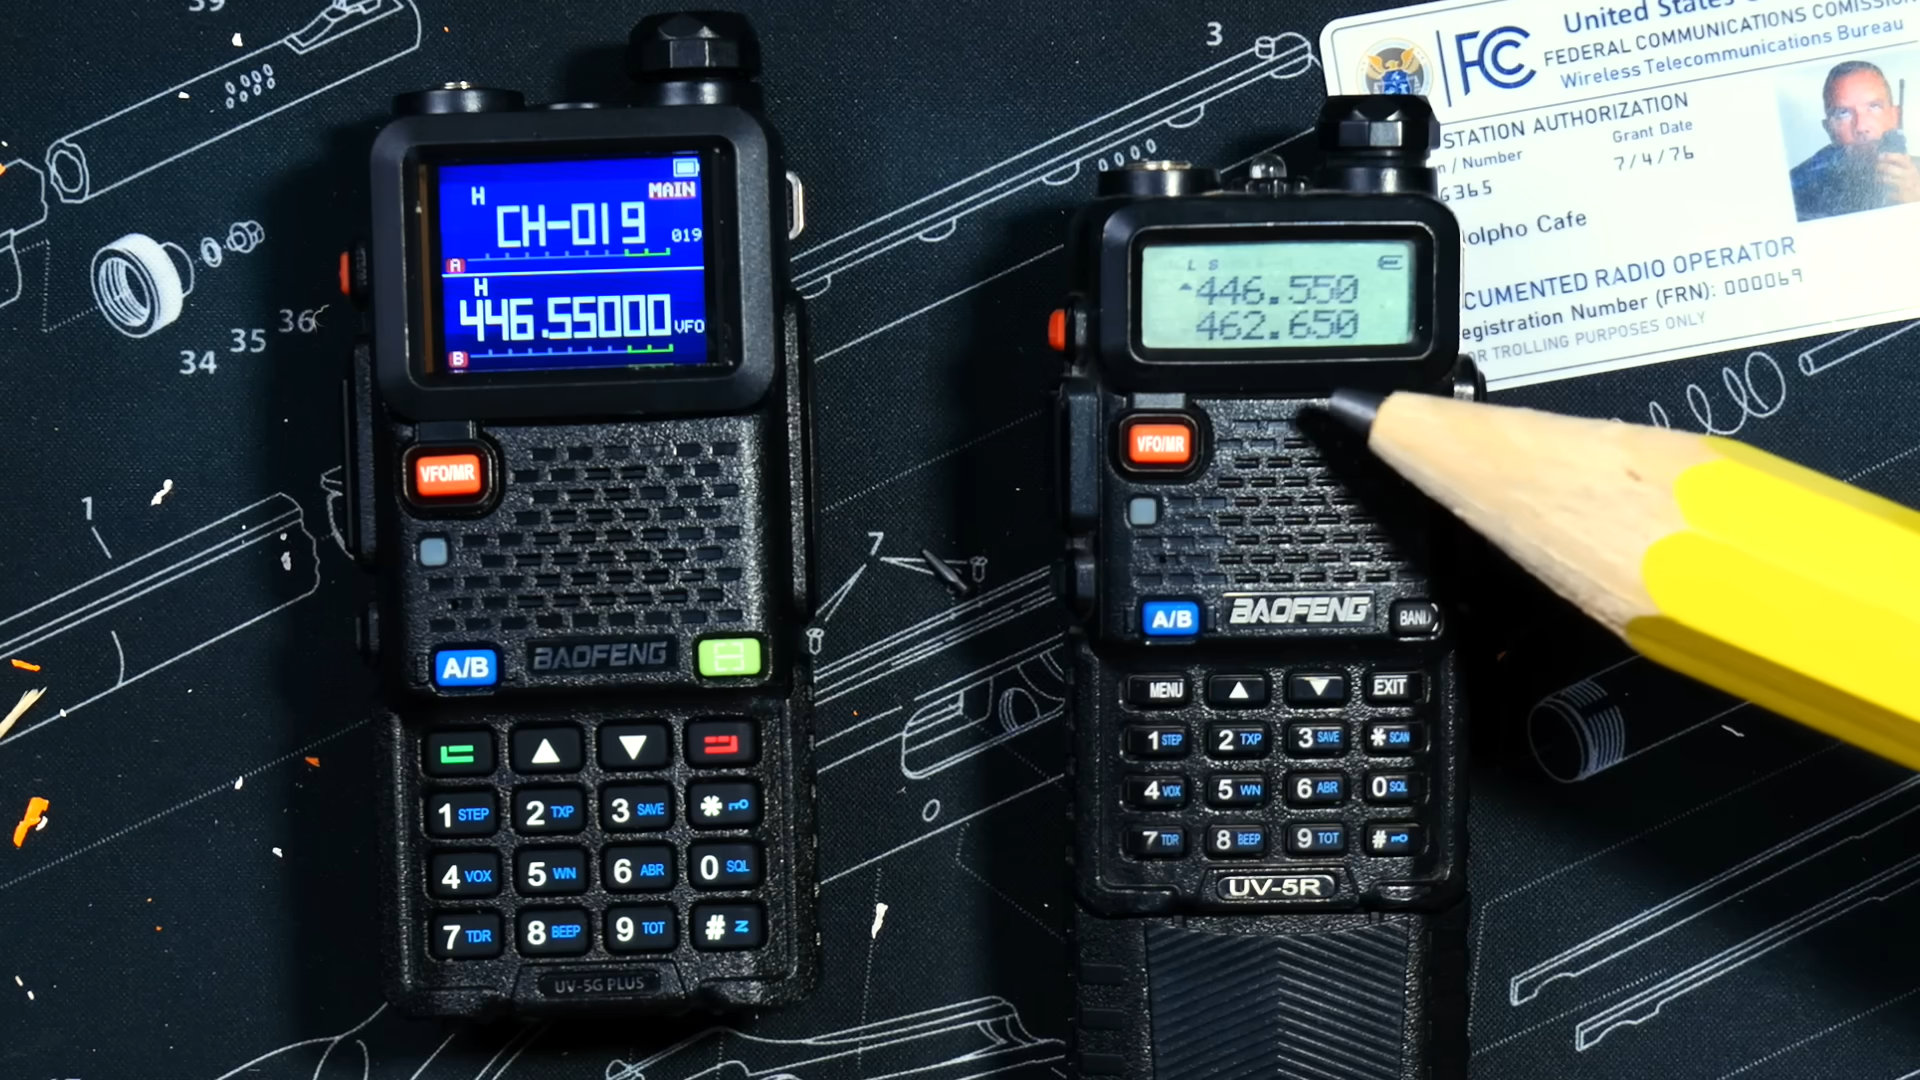 39
3
34
35
36
1
7
H
MAIN
CH-019
019
A
H
446.55000
VFO
B
VFO/MR
A/B
BAOFENG
1 STEP
2 TXP
3 SAVE
*
4 VOX
5 WN
6 ABR
0 SQL
7 TDR
8 BEEP
9 TOT
# Z
UV-5G PLUS
L S
446.550
462.650
VFO/MR
A/B
BAOFENG
BAND
MENU
EXIT
1 STEP
2 TXP
3 SAVE
* SCAN
4 VOX
5 WN
6 ABR
0 SQL
7 TDR
8 BEEP
9 TOT
#
UV-5R
United States
FCC
FEDERAL COMMUNICATIONS COMISSION
Wireless Telecommunications Bureau
STATION AUTHORIZATION
/ Number
Grant Date
G365
7/4/76
olpho Cafe
CUMENTED RADIO OPERATOR
egistration Number (FRN): 000069
OR TROLLING PURPOSES ONLY